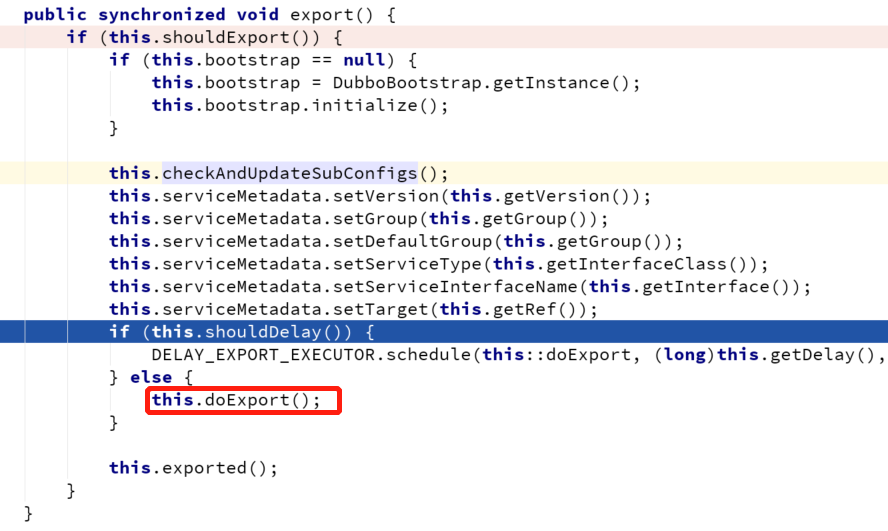 public synchronized void export() {
if (this.shouldExport()) {
if (this.bootstrap == null) {
this.bootstrap = DubboBootstrap.getInstance();
this.bootstrap.initialize();
}
this.checkAndUpdateSubConfigs();
this.serviceMetadata.setVersion(this.getVersion());
this.serviceMetadata.setGroup(this.getGroup());
this.serviceMetadata.setDefaultGroup(this.getGroup());
this.serviceMetadata.setServiceType(this.getInterfaceClass());
this.serviceMetadata.setServiceInterfaceName(this.getInterface());
this.serviceMetadata.setTarget(this.getRef());
if (this.shouldDelay()) {
DELAY_EXPORT_EXECUTOR.schedule(this::doExport, (long)this.getDelay(),
} else {
this.doExport();
}
this.exported();
}
}